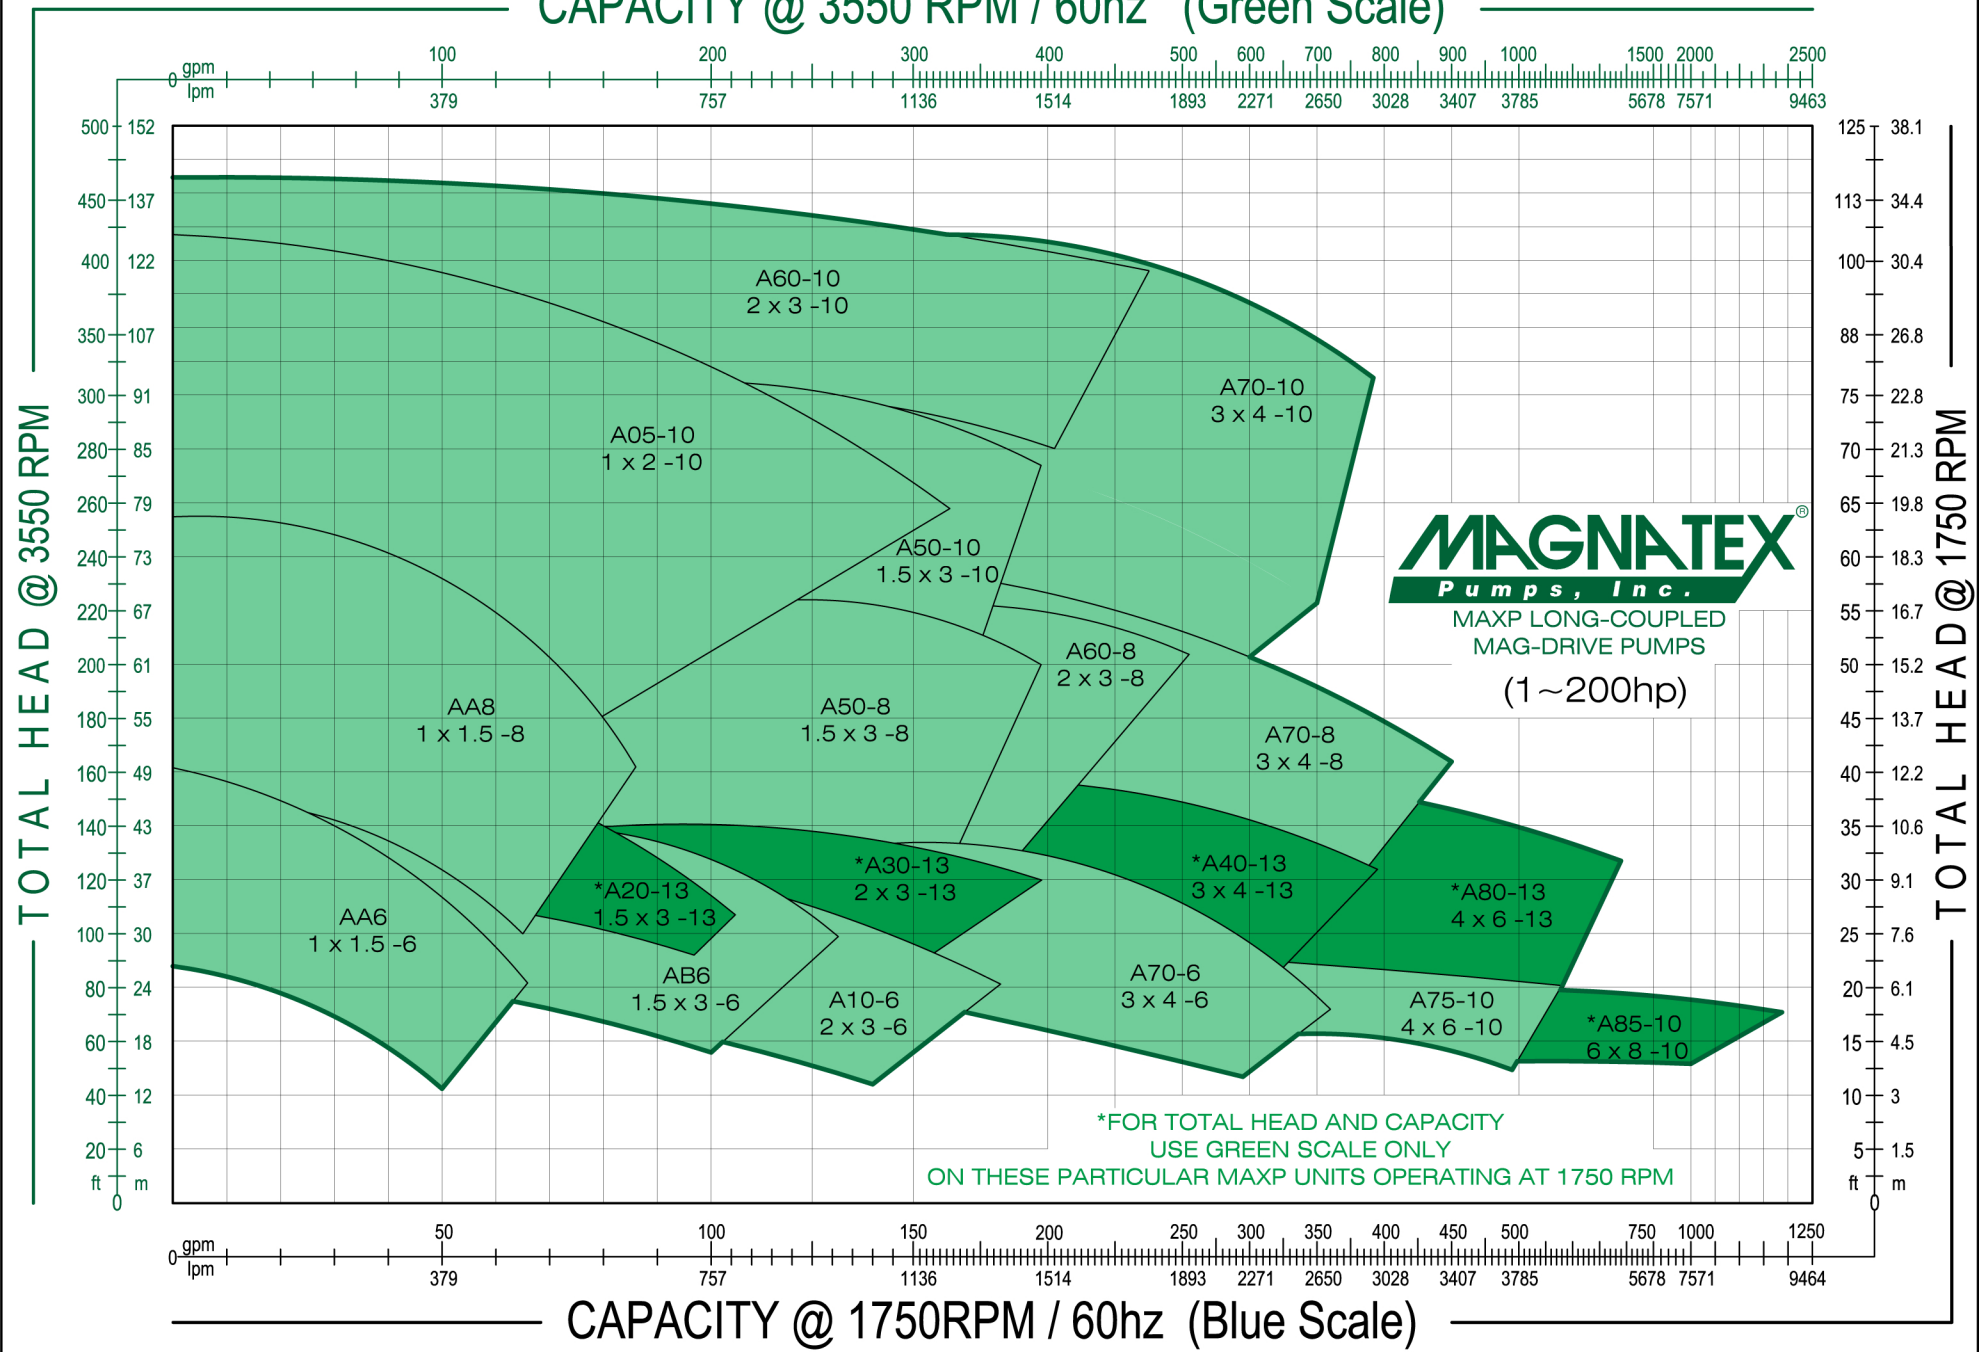 CAPACITY @ 3550 RPM / 60hz (Green Scale)
gpm 0 100 200 300 400 500 600 700 800 900 1000 1500 2000 2500
lpm 379 757 1136 1514 1893 2271 2650 3028 3407 3785 5678 7571 9463
TOTAL HEAD @ 3550 RPM
500 152
450 137
400 122
350 107
300 91
280 85
260 79
240 73
220 67
200 61
180 55
160 49
140 43
120 37
100 30
80 24
60 18
40 12
20 6
ft m
0
A60-10
2 x 3 -10
A70-10
3 x 4 -10
A05-10
1 x 2 -10
A50-10
1.5 x 3 -10
A60-8
2 x 3 -8
AA8
1 x 1.5 -8
A50-8
1.5 x 3 -8
A70-8
3 x 4 -8
*A30-13
2 x 3 -13
*A40-13
3 x 4 -13
*A20-13
1.5 x 3 -13
*A80-13
4 x 6 -13
AA6
1 x 1.5 -6
AB6
1.5 x 3 -6
A10-6
2 x 3 -6
A70-6
3 x 4 -6
A75-10
4 x 6 -10
*A85-10
6 x 8 -10
MAGNATEX®
Pumps, Inc.
MAXP LONG-COUPLED
MAG-DRIVE PUMPS
(1~200hp)
*FOR TOTAL HEAD AND CAPACITY
USE GREEN SCALE ONLY
ON THESE PARTICULAR MAXP UNITS OPERATING AT 1750 RPM
125 38.1
113 34.4
100 30.4
88 26.8
75 22.8
70 21.3
65 19.8
60 18.3
55 16.7
50 15.2
45 13.7
40 12.2
35 10.6
30 9.1
25 7.6
20 6.1
15 4.5
10 3
5 1.5
ft m
0
TOTAL HEAD @ 1750 RPM
0 gpm 50 100 150 200 250 300 350 400 450 500 750 1000 1250
lpm 379 757 1136 1514 1893 2271 2650 3028 3407 3785 5678 7571 9464
CAPACITY @ 1750RPM / 60hz (Blue Scale)